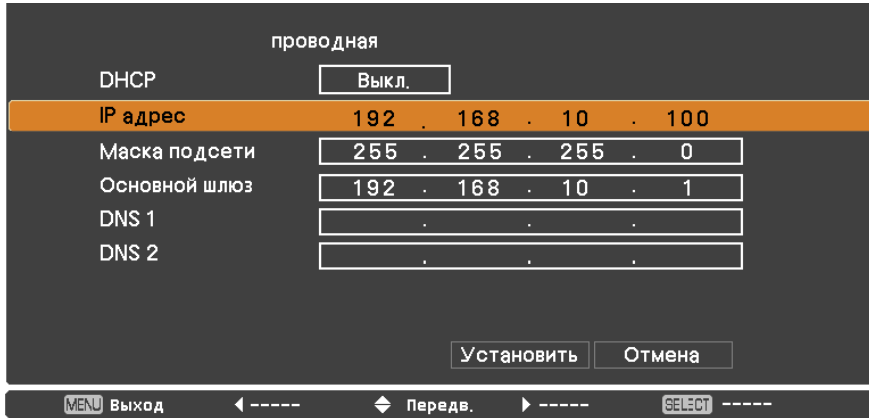 проводная
DHCP Выкл.
IP адрес 192 . 168 . 10 . 100
Маска подсети 255 . 255 . 255 . 0
Основной шлюз 192 . 168 . 10 . 1
DNS 1 . . .
DNS 2 . . .
Установить Отмена
MENU Выход ----- Передв. ----- SELECT -----